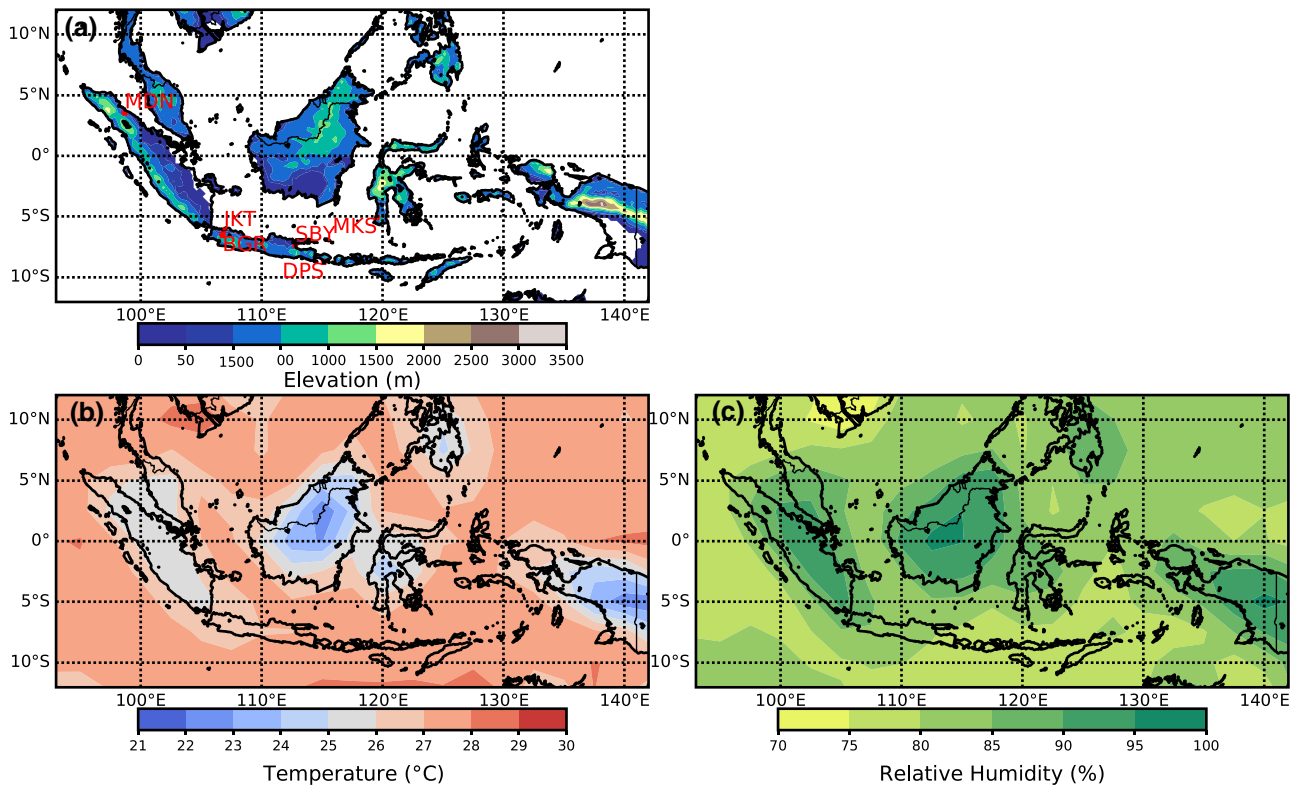 (a)
10°N
5°N
0°
5°S
10°S
MDN
JKT
BGR
SBY
MKS
DPS
100°E 110°E 120°E 130°E 140°E
0 50 1500 00 1000 1500 2000 2500 3000 3500
Elevation (m)
(b)
10°N
5°N
0°
5°S
10°S
100°E 110°E 120°E 130°E 140°E
21 22 23 24 25 26 27 28 29 30
Temperature (°C)
(c)
10°N
5°N
0°
5°S
10°S
100°E 110°E 120°E 130°E 140°E
70 75 80 85 90 95 100
Relative Humidity (%)